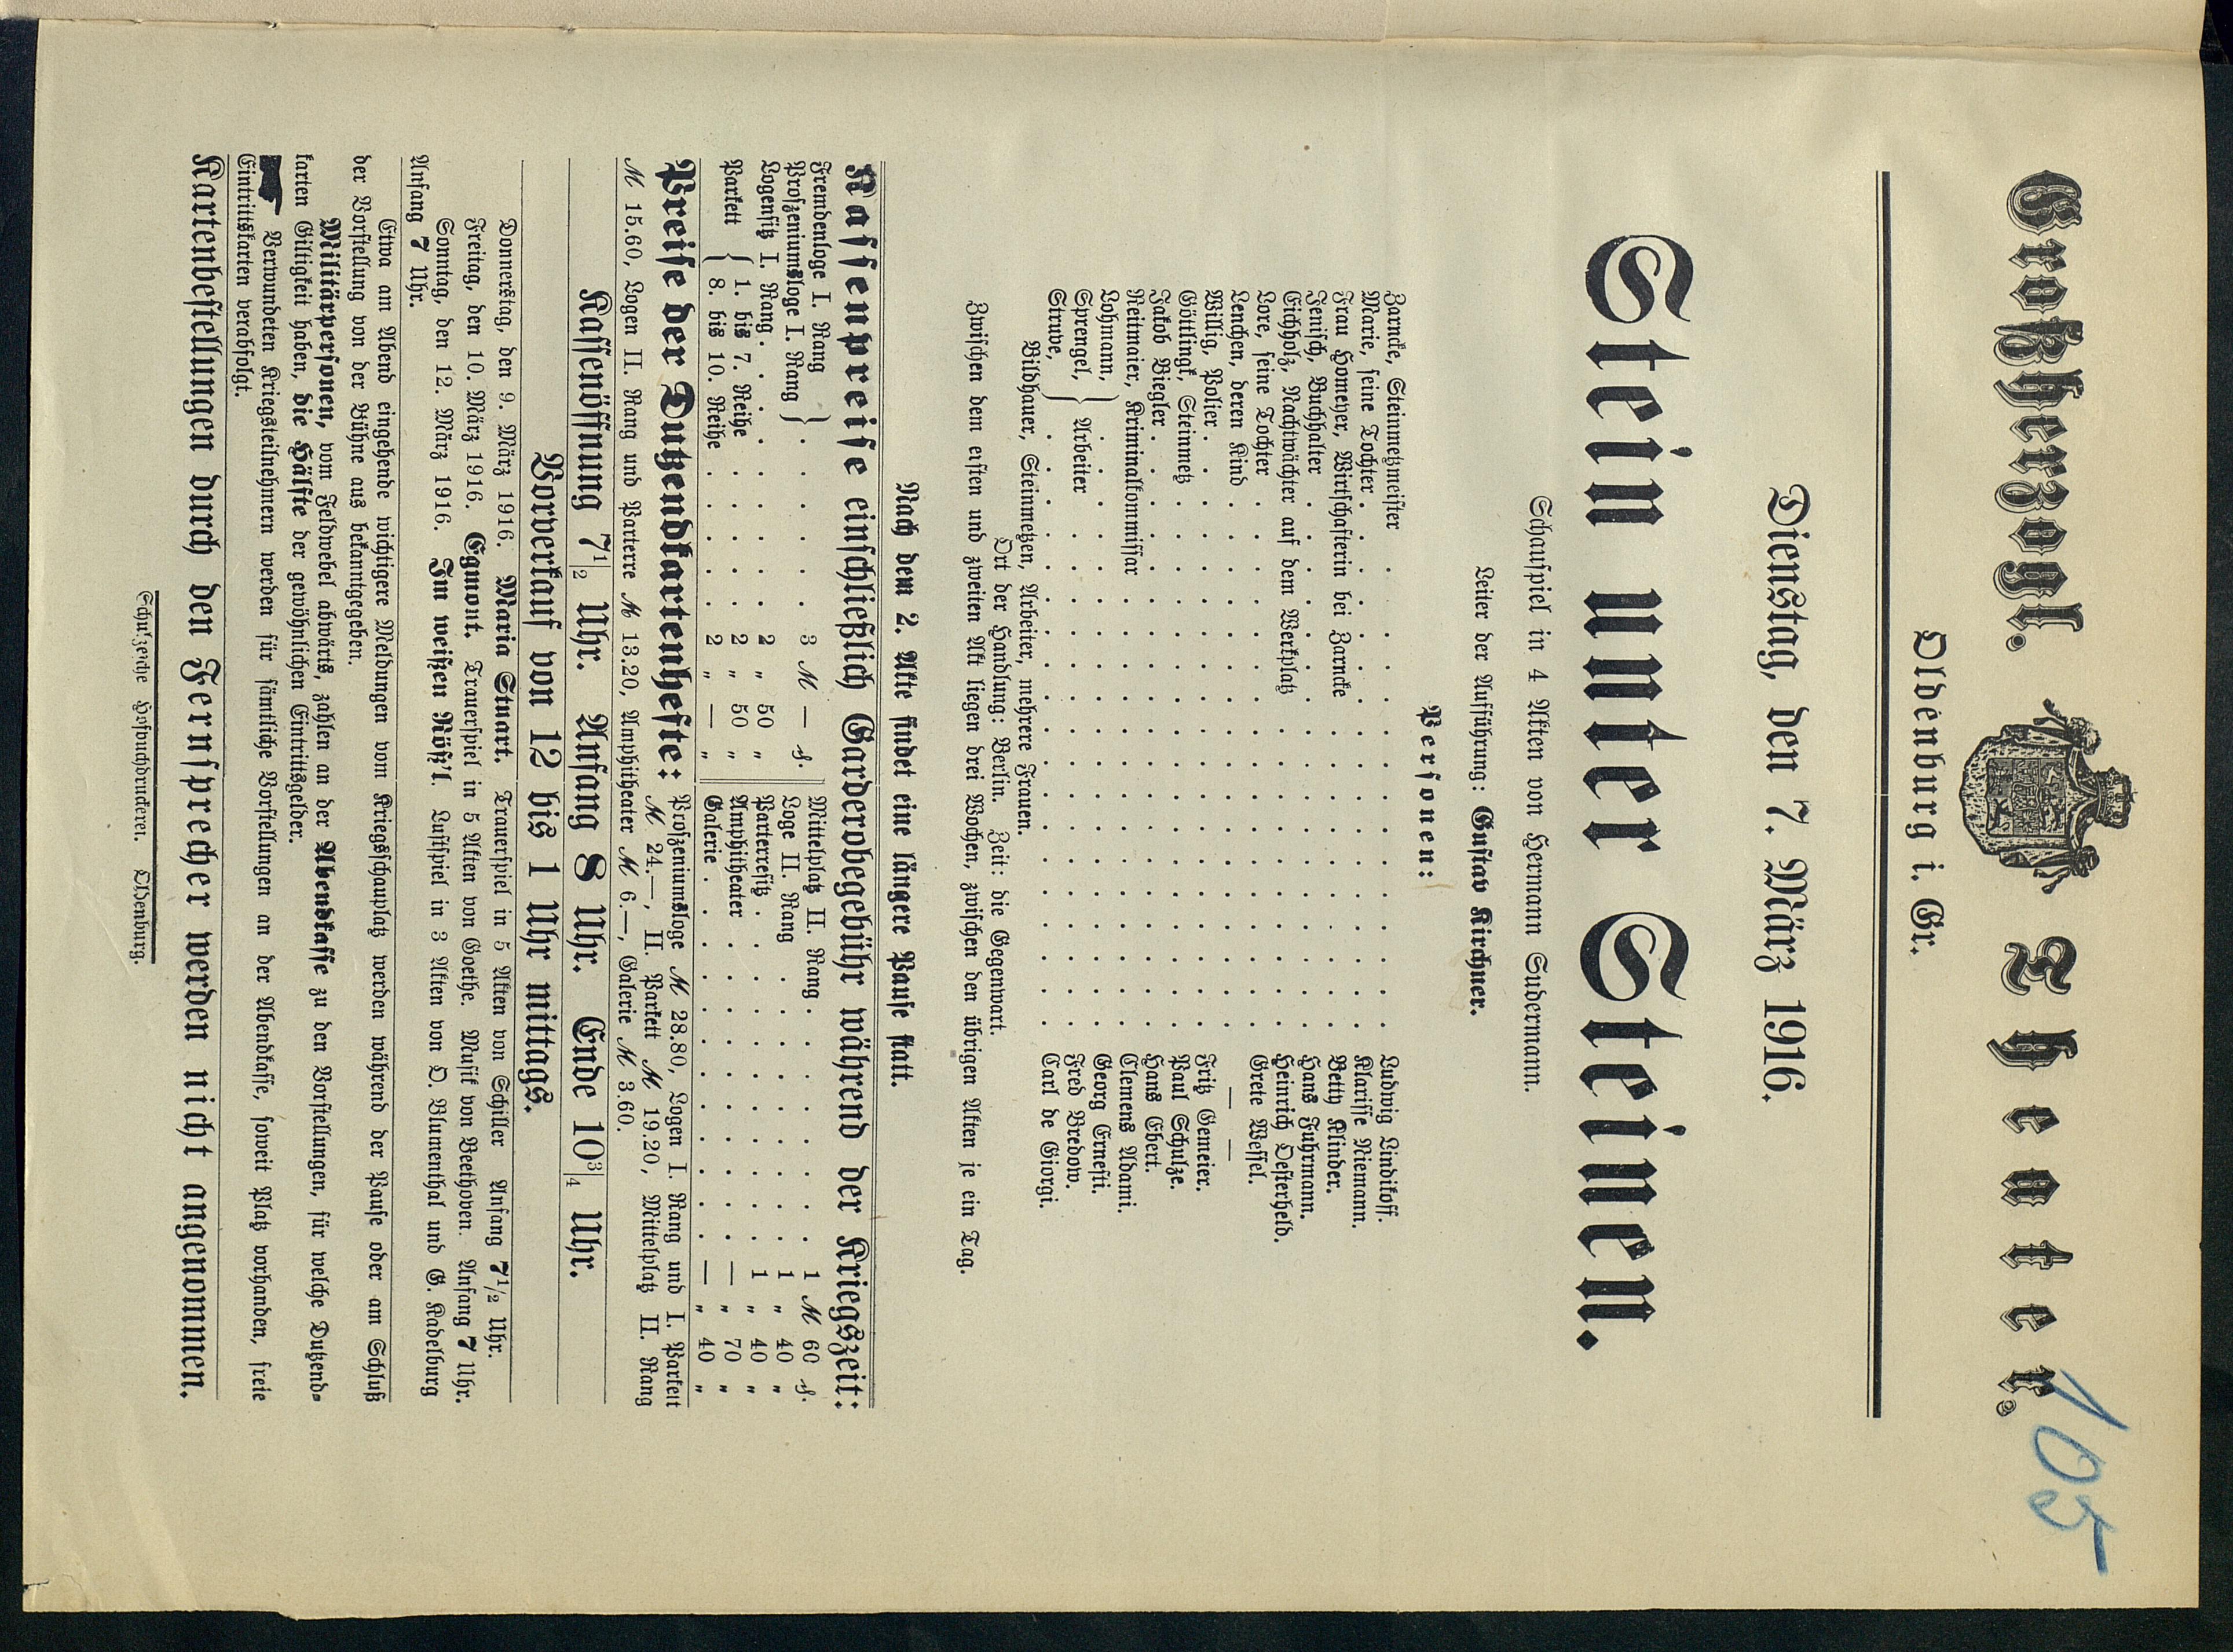 105
Großherzogl. Theater.
Oldenburg i. Gr.
Dienstag, den 7. März 1916.
Stein unter Steinen.
Schauspiel in 4 Akten von Hermann Sudermann.
Leiter der Aufführung: Gustav Kirchner.
Personen:
Zarncke, Steinmetzmeister . . . . . Ludwig Lindikoff.
Marie, seine Tochter . . . . . Klarisse Niemann.
Frau Homeyer, Wirtschafterin bei Zarncke . . . . . Betty Klinder.
Jenisch, Buchhalter . . . . . Hans Fuhrmann.
Eichholz, Nachtwächter auf dem Werkplatz . . . . . Heinrich Oesterheld.
Lore, seine Tochter . . . . . Grete Wessel.
Lenchen, deren Kind . . . . . — —
Willig, Polier . . . . . Fritz Gemeier.
Göttlingk, Steinmetz . . . . . Paul Schulze.
Jakob Biegler . . . . . Hans Ebert.
Reitmaier, Kriminalkommissar . . . . . Clemens Adami.
Lohmann, } . . . . . Georg Ernesti.
Sprengel, } Arbeiter . . . . . Fred Bredow.
Struve, } . . . . . Carl de Giorgi.
Bildhauer, Steinmetzen, Arbeiter, mehrere Frauen.
Ort der Handlung: Berlin. Zeit: die Gegenwart.
Zwischen dem ersten und zweiten Akt liegen drei Wochen, zwischen den übrigen Akten je ein Tag.
Nach dem 2. Akte findet eine längere Pause statt.
Kassenpreise einschließlich Garderobegebühr während der Kriegszeit:
Fremdenloge I. Rang } . . . . . 3 M — ₰.
Proszeniumsloge I. Rang }
Logensitz I. Rang . . . . . 2 „ 50 „
Parkett { 1. bis 7. Reihe . . . . . 2 „ 50 „
{ 8. bis 10. Reihe . . . . . 2 „ — „
Mittelplatz II. Rang . . . . . 1 M 60 ₰.
Loge II. Rang . . . . . 1 „ 40 „
Parterresitz . . . . . 1 „ 40 „
Amphitheater . . . . . — „ 70 „
Galerie . . . . . — „ 40 „
Preise der Dutzendkartenhefte: Proszeniumsloge M 28.80, Logen I. Rang und I. Parkett
M 24.—, II. Parkett M 19.20, Mittelplatz II. Rang
M 15.60, Logen II. Rang und Parterre M 13.20, Amphitheater M 6.—, Galerie M 3.60.
Kassenöffnung 7½ Uhr. Anfang 8 Uhr. Ende 10¾ Uhr.
Vorverkauf von 12 bis 1 Uhr mittags.
Donnerstag, den 9. März 1916. Maria Stuart. Trauerspiel in 5 Akten von Schiller Anfang 7½ Uhr.
Freitag, den 10. März 1916. Egmont. Trauerspiel in 5 Akten von Goethe. Musik von Beethoven. Anfang 7 Uhr.
Sonntag, den 12. März 1916. Im weißen Röß'l. Lustspiel in 3 Akten von O. Blumenthal und G. Kadelburg
Anfang 7 Uhr.
Etwa am Abend eingehende wichtigere Meldungen vom Kriegsschauplatz werden während der Pause oder am Schluß
der Vorstellung von der Bühne aus bekanntgegeben.
Militärpersonen, vom Feldwebel abwärts, zahlen an der Abendkasse zu den Vorstellungen, für welche Dutzend-
karten Giltigkeit haben, die Hälfte der gewöhnlichen Eintrittsgelder.
Verwundeten Kriegsteilnehmern werden für sämtliche Vorstellungen an der Abendkasse, soweit Platz vorhanden, freie
Eintrittskarten verabfolgt.
Kartenbestellungen durch den Fernsprecher werden nicht angenommen.
Schulzesche Hofbuchdruckerei. Oldenburg.